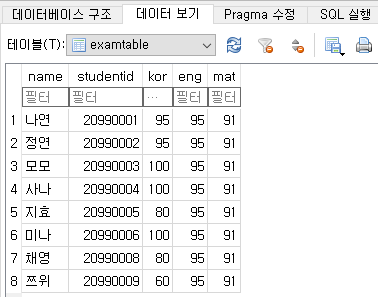 데이터베이스 구조 데이터 보기 Pragma 수정 SQL 실행
테이블(T): examtable
name studentid kor eng mat
필터 필터 ... 필터 필터
1 나연 20990001 95 95 91
2 정연 20990002 95 95 91
3 모모 20990003 100 95 91
4 사나 20990004 100 95 91
5 지효 20990005 80 95 91
6 미나 20990006 100 95 91
7 채영 20990008 80 95 91
8 쯔위 20990009 60 95 91